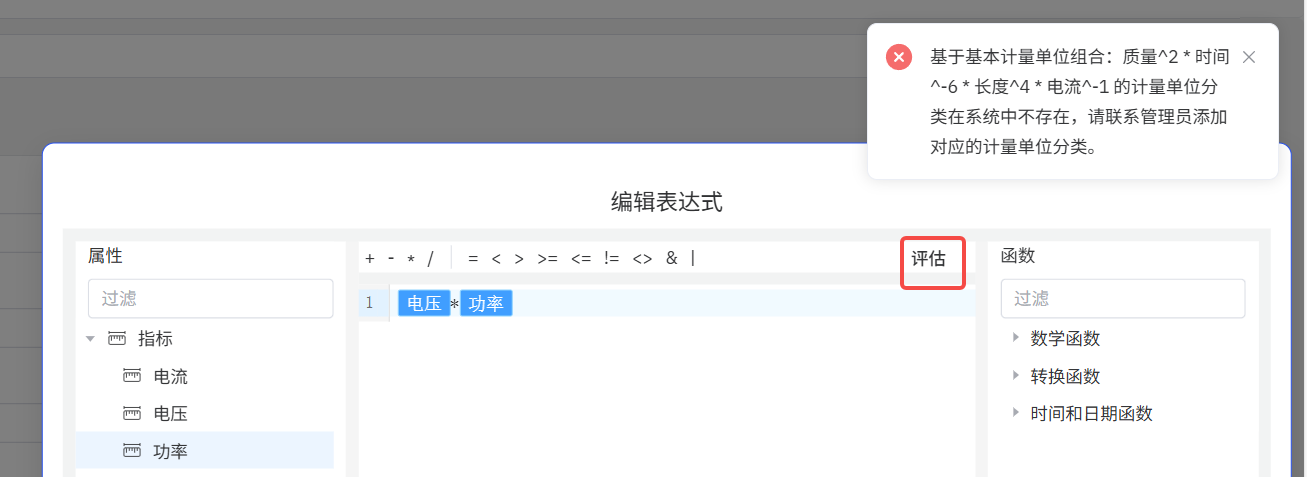 基于基本计量单位组合：质量^2 * 时间
^-6 * 长度^4 * 电流^-1 的计量单位分
类在系统中不存在，请联系管理员添加
对应的计量单位分类。
编辑表达式
属性
过滤
指标
电流
电压
功率
+ - * / = < > >= <= != <> & |
评估
1 电压*功率
函数
过滤
数学函数
转换函数
时间和日期函数